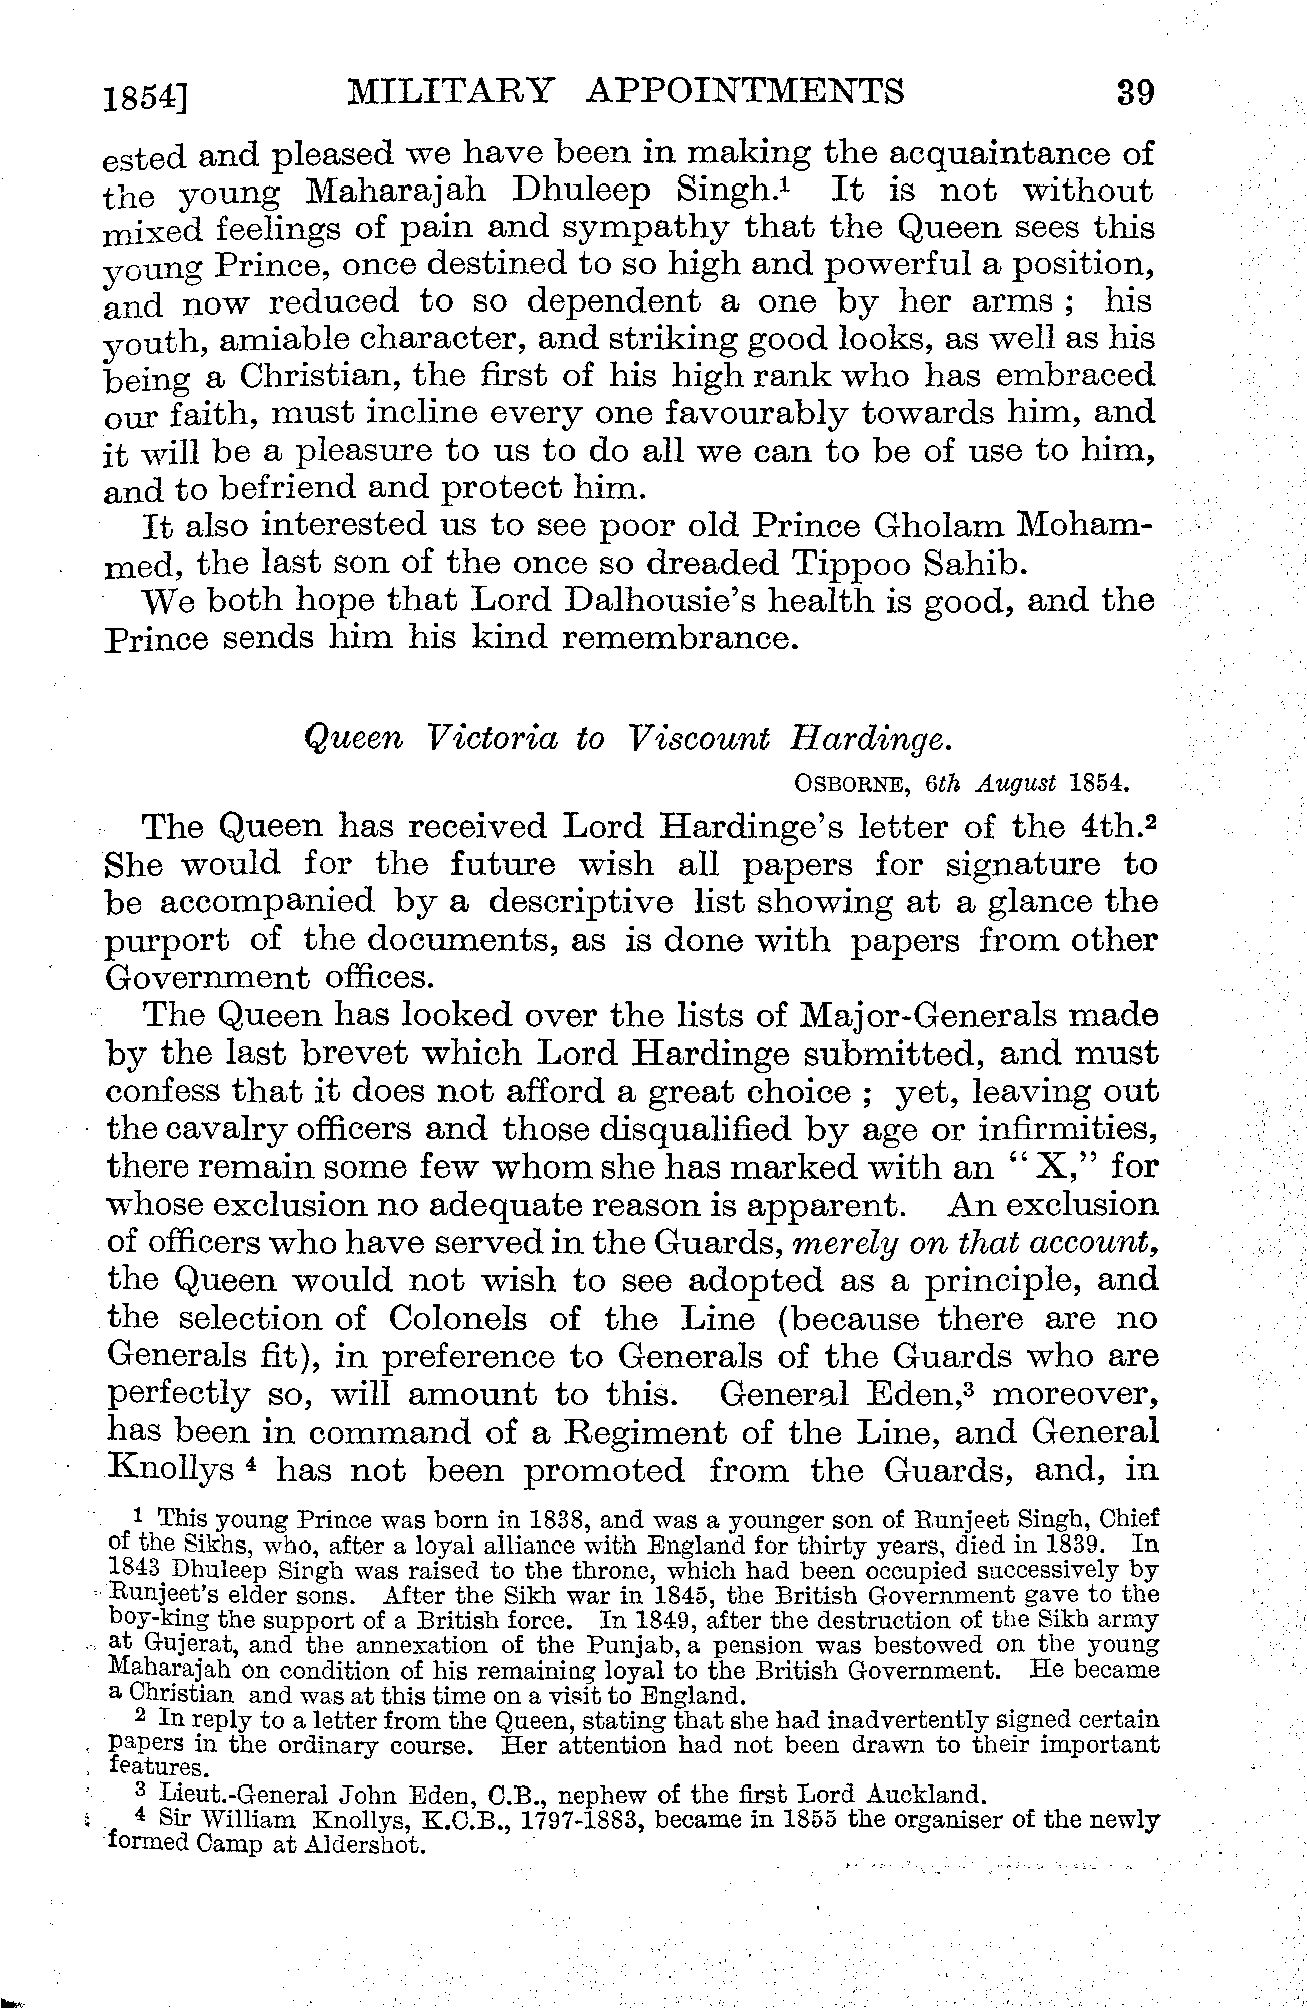 1854] MILITARY APPOINTMENTS 39
ested and pleased we have been in making the acquaintance of
the young Maharajah Dhuleep Singh.¹ It is not without
mixed feelings of pain and sympathy that the Queen sees this
young Prince, once destined to so high and powerful a position,
and now reduced to so dependent a one by her arms ; his
youth, amiable character, and striking good looks, as well as his
being a Christian, the first of his high rank who has embraced
our faith, must incline every one favourably towards him, and
it will be a pleasure to us to do all we can to be of use to him,
and to befriend and protect him.
It also interested us to see poor old Prince Gholam Moham-
med, the last son of the once so dreaded Tippoo Sahib.
We both hope that Lord Dalhousie's health is good, and the
Prince sends him his kind remembrance.
Queen Victoria to Viscount Hardinge.
OSBORNE, 6th August 1854.
The Queen has received Lord Hardinge's letter of the 4th.²
She would for the future wish all papers for signature to
be accompanied by a descriptive list showing at a glance the
purport of the documents, as is done with papers from other
Government offices.
The Queen has looked over the lists of Major-Generals made
by the last brevet which Lord Hardinge submitted, and must
confess that it does not afford a great choice ; yet, leaving out
the cavalry officers and those disqualified by age or infirmities,
there remain some few whom she has marked with an " X," for
whose exclusion no adequate reason is apparent. An exclusion
of officers who have served in the Guards, merely on that account,
the Queen would not wish to see adopted as a principle, and
the selection of Colonels of the Line (because there are no
Generals fit), in preference to Generals of the Guards who are
perfectly so, will amount to this. General Eden,³ moreover,
has been in command of a Regiment of the Line, and General
Knollys ⁴ has not been promoted from the Guards, and, in
¹ This young Prince was born in 1838, and was a younger son of Runjeet Singh, Chief
of the Sikhs, who, after a loyal alliance with England for thirty years, died in 1839. In
1843 Dhuleep Singh was raised to the throne, which had been occupied successively by
Runjeet's elder sons. After the Sikh war in 1845, the British Government gave to the
boy-king the support of a British force. In 1849, after the destruction of the Sikh army
at Gujerat, and the annexation of the Punjab, a pension was bestowed on the young
Maharajah on condition of his remaining loyal to the British Government. He became
a Christian and was at this time on a visit to England.
² In reply to a letter from the Queen, stating that she had inadvertently signed certain
papers in the ordinary course. Her attention had not been drawn to their important
features.
³ Lieut.-General John Eden, C.B., nephew of the first Lord Auckland.
⁴ Sir William Knollys, K.C.B., 1797-1883, became in 1855 the organiser of the newly
formed Camp at Aldershot.